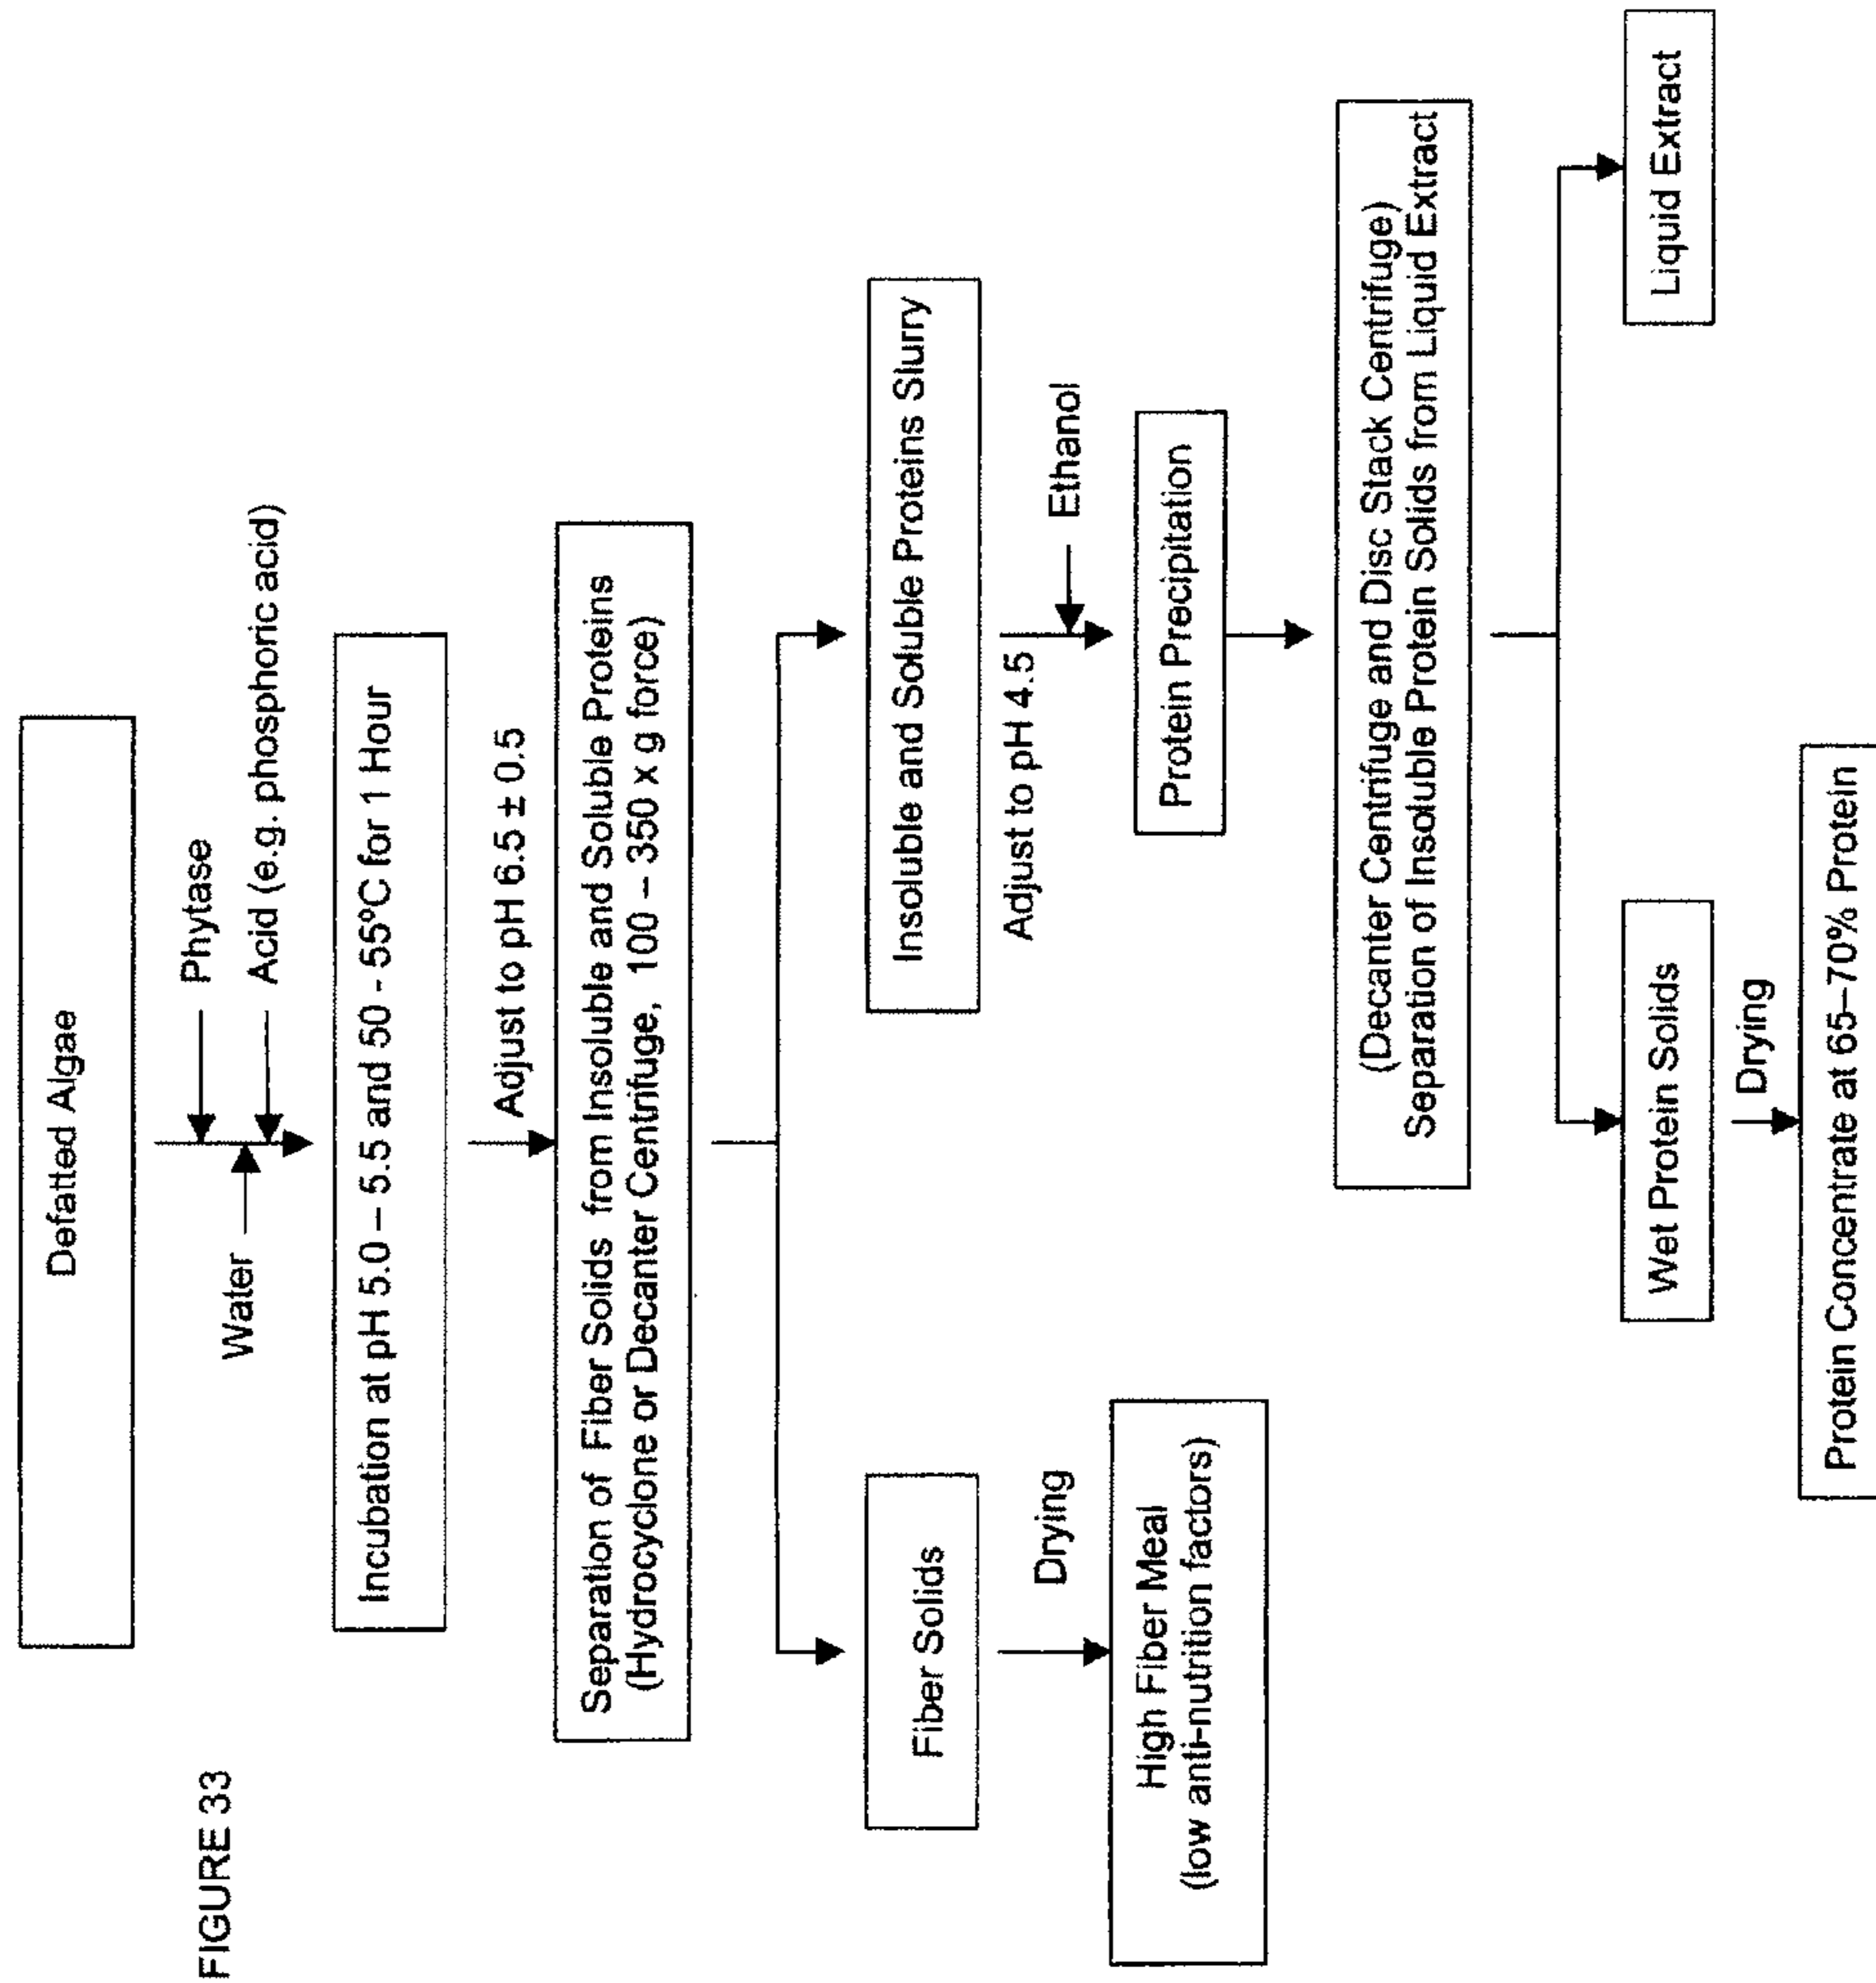 FIGURE 33
Defatted Algae
Phytase
Water
Acid (e.g. phosphoric acid)
Incubation at pH 5.0 – 5.5 and 50 - 55ºC for 1 Hour
Adjust to pH 6.5 ± 0.5
Separation of Fiber Solids from Insoluble and Soluble Proteins
(Hydrocyclone or Decanter Centrifuge, 100 – 350 x g force)
Fiber Solids
Drying
High Fiber Meal
(low anti-nutrition factors)
Insoluble and Soluble Proteins Slurry
Adjust to pH 4.5
Ethanol
Protein Precipitation
(Decanter Centrifuge and Disc Stack Centrifuge)
Separation of Insoluble Protein Solids from Liquid Extract
Wet Protein Solids
Liquid Extract
Drying
Protein Concentrate at 65–70% Protein